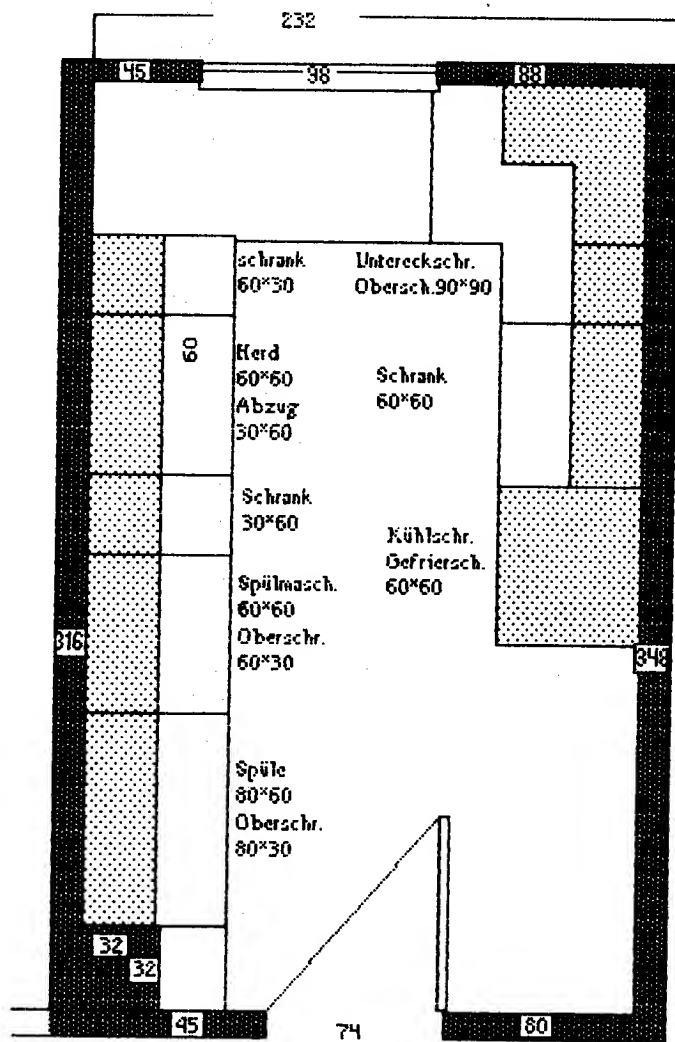 232
45
98
88
schrank
60*30
Untereckschr.
Obersch.90*90
60
Herd
60*60
Abzug
30*60
Schrank
60*60
Schrank
30*60
Kühlschr.
Gefriersch.
60*60
Spülmasch.
60*60
Oberschr.
60*30
316
348
Spüle
80*60
Oberschr.
80*30
32
32
45
74
80